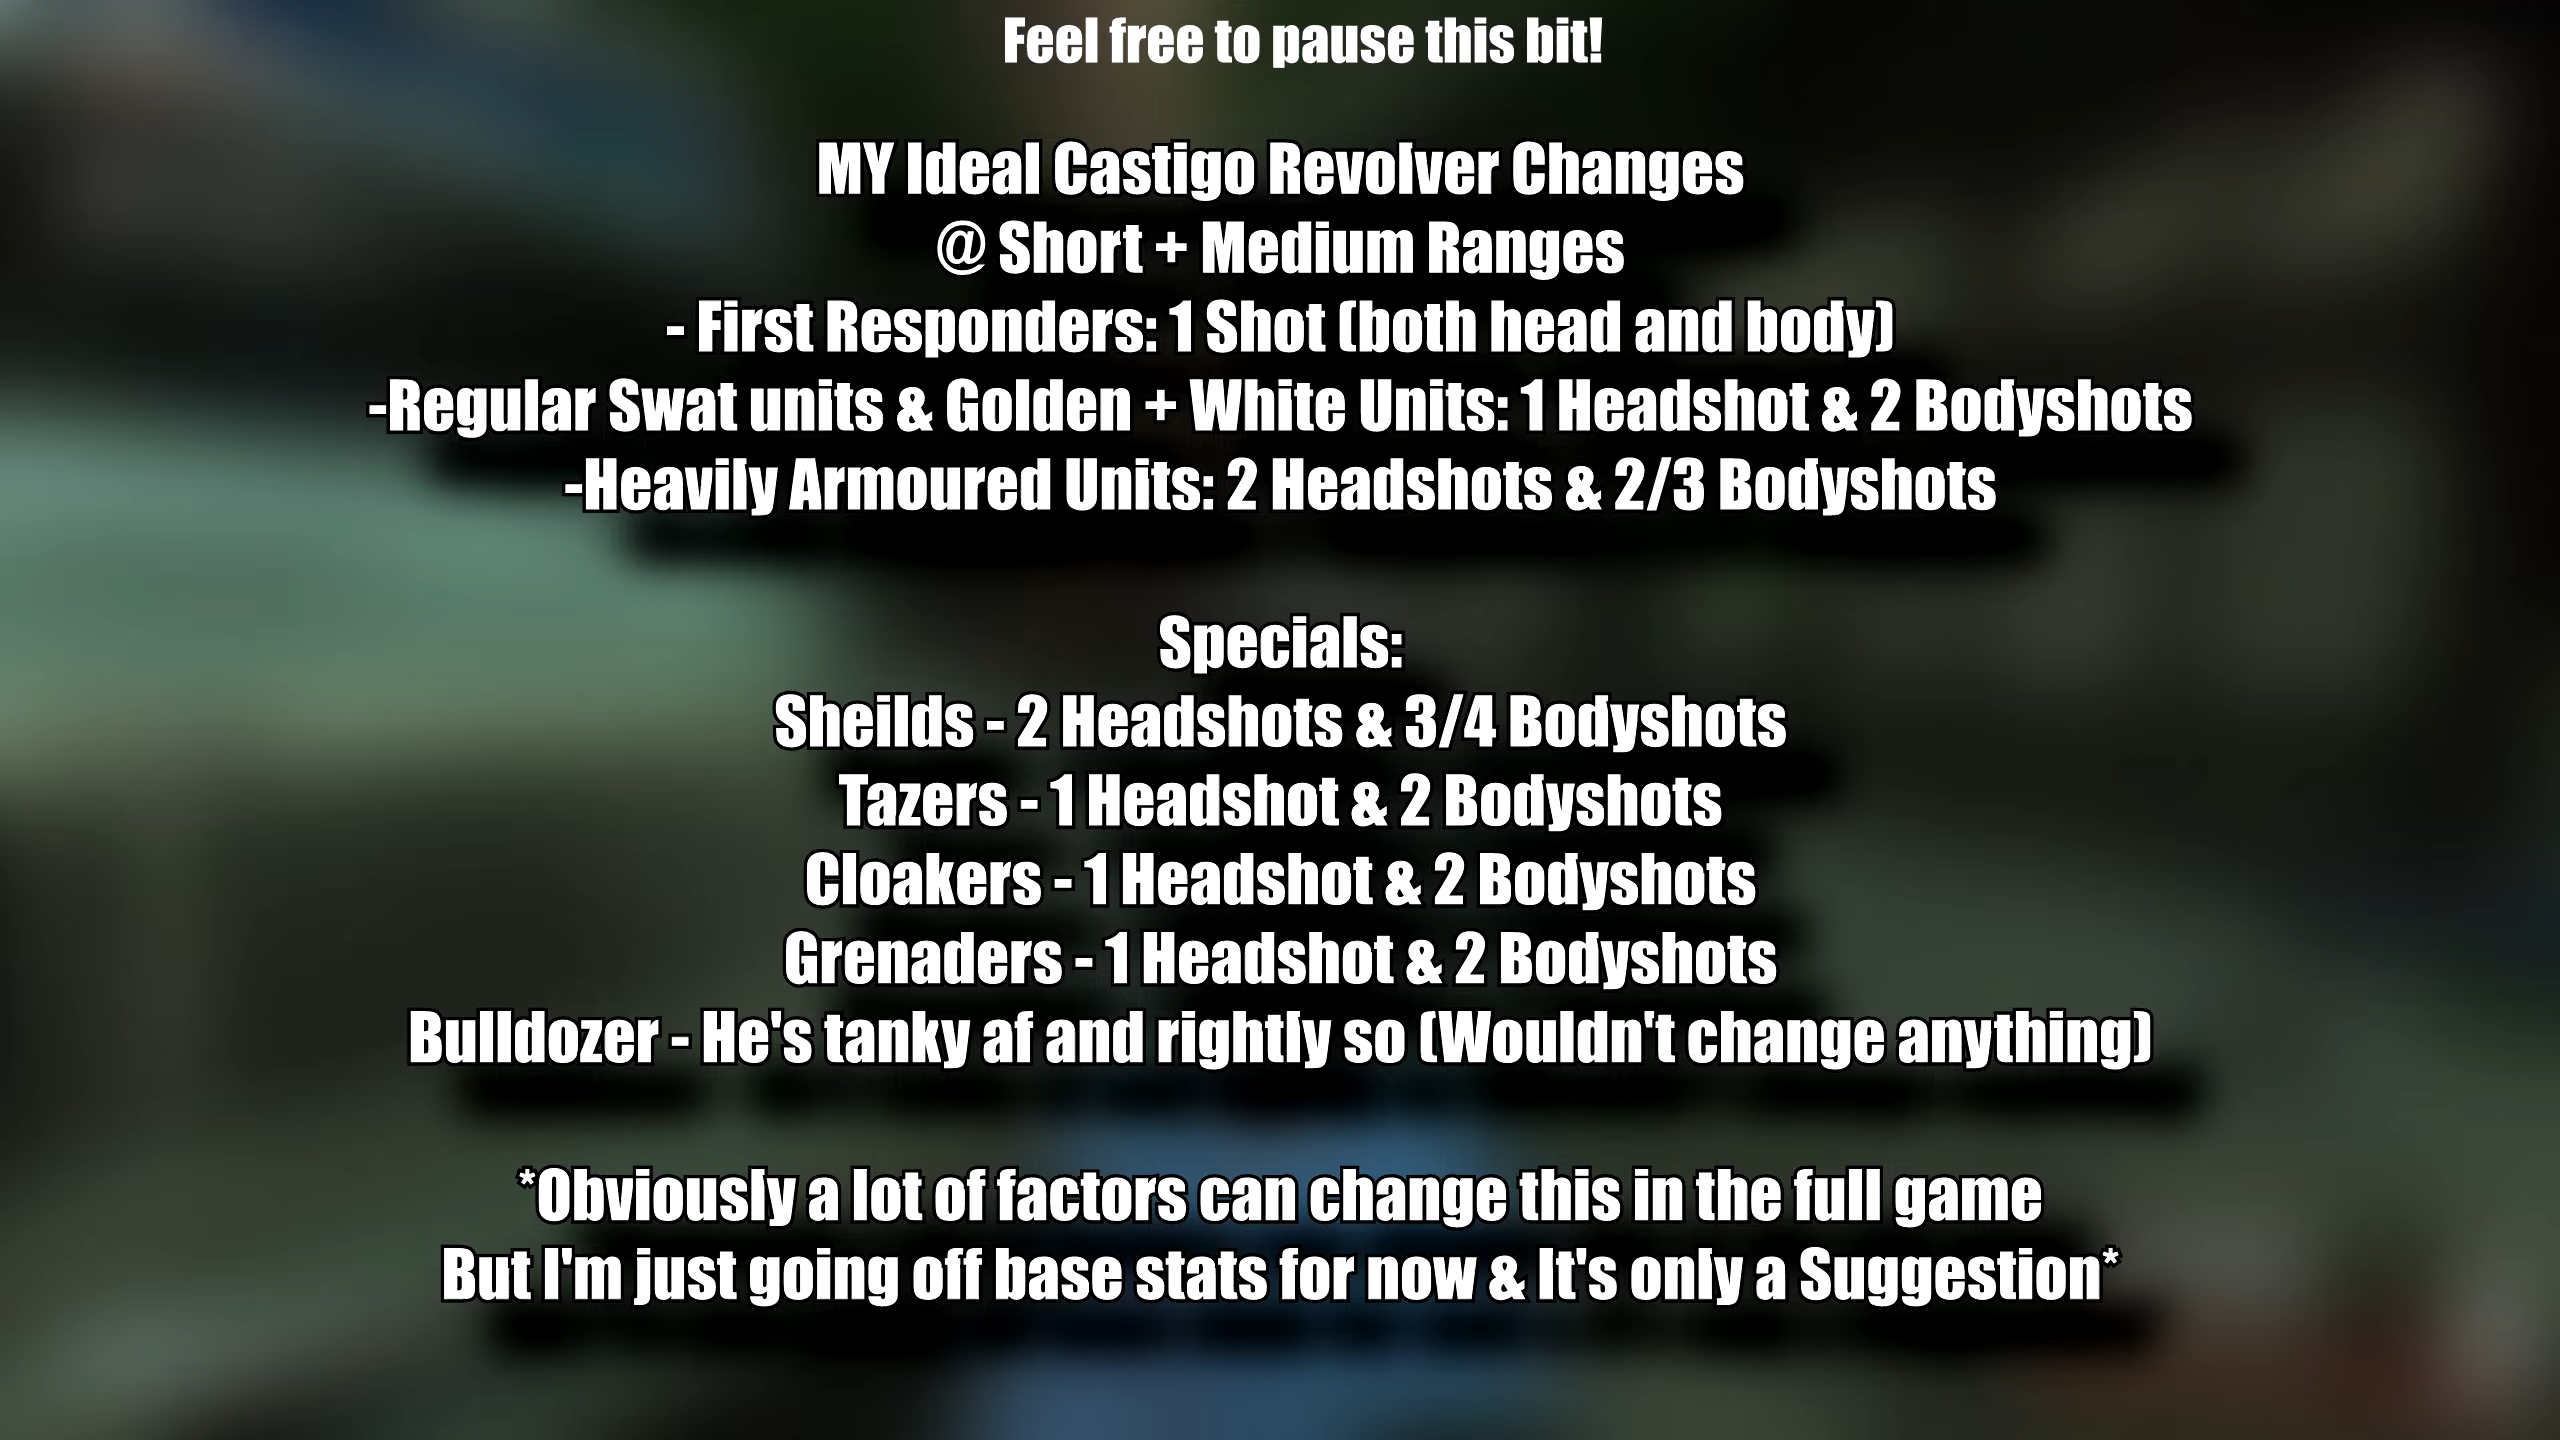 Feel free to pause this bit!
MY Ideal Castigo Revolver Changes
@ Short + Medium Ranges
- First Responders: 1 Shot (both head and body)
-Regular Swat units & Golden + White Units: 1 Headshot & 2 Bodyshots
-Heavily Armoured Units: 2 Headshots & 2/3 Bodyshots
Specials:
Sheilds - 2 Headshots & 3/4 Bodyshots
Tazers - 1 Headshot & 2 Bodyshots
Cloakers - 1 Headshot & 2 Bodyshots
Grenaders - 1 Headshot & 2 Bodyshots
Bulldozer - He's tanky af and rightly so (Wouldn't change anything)
*Obviously a lot of factors can change this in the full game
But I'm just going off base stats for now & It's only a Suggestion*